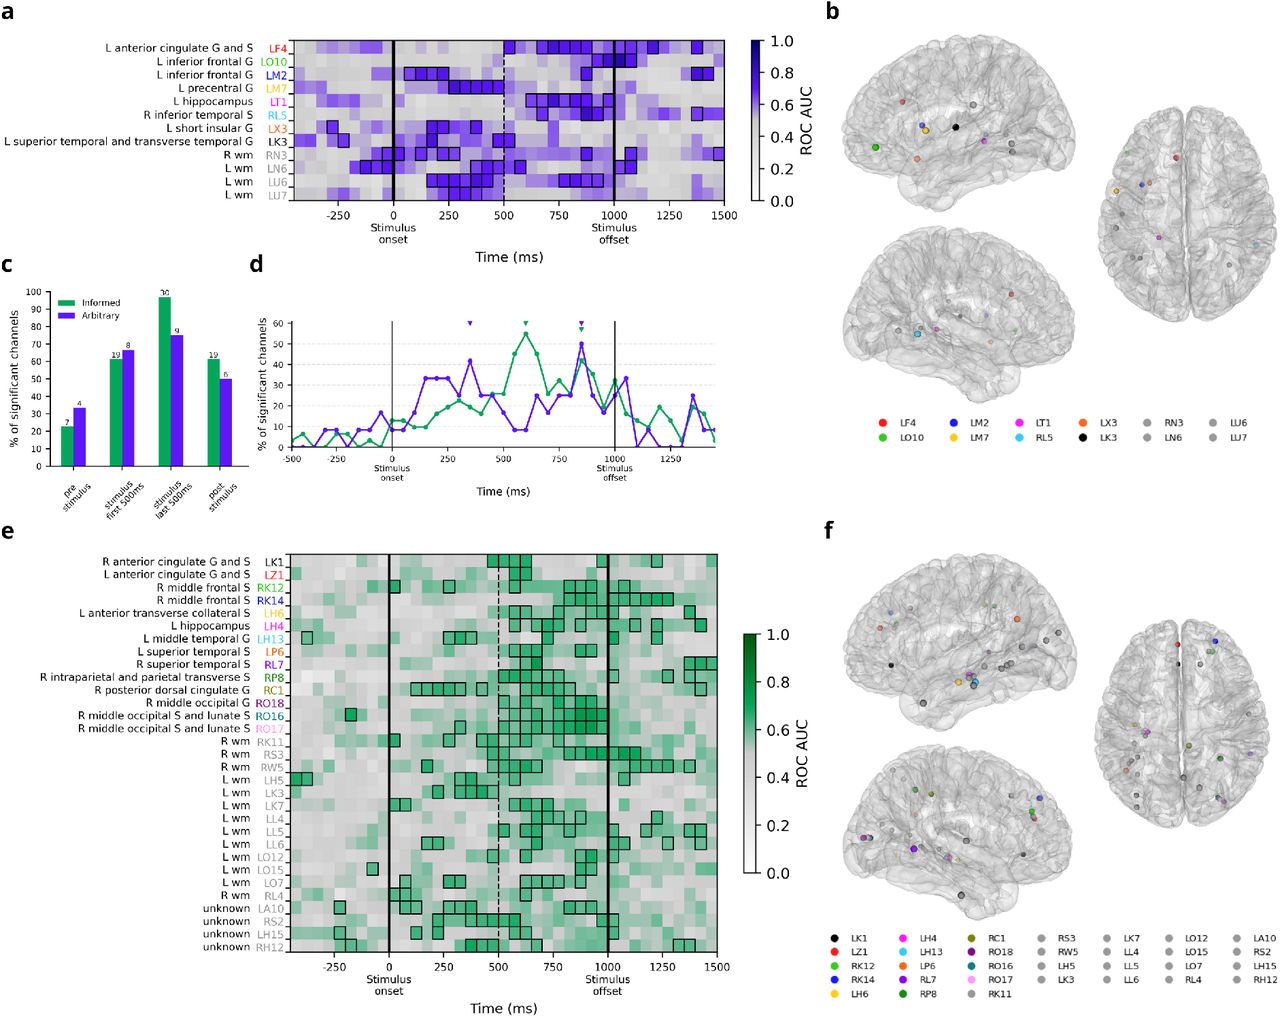 a
L anterior cingulate G and S LF4
L inferior frontal G LO10
L inferior frontal G LM2
L precentral G LM7
L hippocampus LT1
R inferior temporal S RL5
L short insular G LX3
L superior temporal and transverse temporal G LK3
R wm RN3
L wm LN6
L wm LU6
L wm LU7
-250 0 250 500 750 1000 1250 1500
Stimulus onset
Stimulus offset
Time (ms)
1.0
0.8
0.6
0.4
0.2
0.0
ROC AUC
b
LF4 LM2 LT1 LX3 RN3 LU6
LO10 LM7 RL5 LK3 LN6 LU7
c
% of significant channels
100
90
80
70
60
50
40
30
20
10
0
Informed
Arbitrary
7 4 19 8 30 9 19 6
pre stimulus
stimulus first 500ms
stimulus last 500ms
post stimulus
d
% of significant channels
60
50
40
30
20
10
0
-500 -250 0 250 500 750 1000 1250
Stimulus onset
Stimulus offset
Time (ms)
e
R anterior cingulate G and S LK1
L anterior cingulate G and S LZ1
R middle frontal S RK12
R middle frontal S RK14
L anterior transverse collateral S LH6
L hippocampus LH4
L middle temporal G LH13
L superior temporal S LP6
R superior temporal S RL7
R intraparietal and parietal transverse S RP8
R posterior dorsal cingulate G RC1
R middle occipital G RO18
R middle occipital S and lunate S RO16
R middle occipital S and lunate S RO17
R wm RK11
R wm RS3
R wm RW5
L wm LH5
L wm LK3
L wm LK7
L wm LL4
L wm LL5
L wm LL6
L wm LO12
L wm LO15
L wm LO7
R wm RL4
unknown LA10
unknown RS2
unknown LH15
unknown RH12
-250 0 250 500 750 1000 1250 1500
Stimulus onset
Stimulus offset
Time (ms)
1.0
0.8
0.6
0.4
0.2
0.0
ROC AUC
f
LK1 LH4 RC1 RS3 LK7 LO12 LA10
LZ1 LH13 RO18 RW5 LL4 LO15 RS2
RK12 LP6 RO16 LH5 LL5 LO7 LH15
RK14 RL7 RO17 LK3 LL6 RL4 RH12
LH6 RP8 RK11